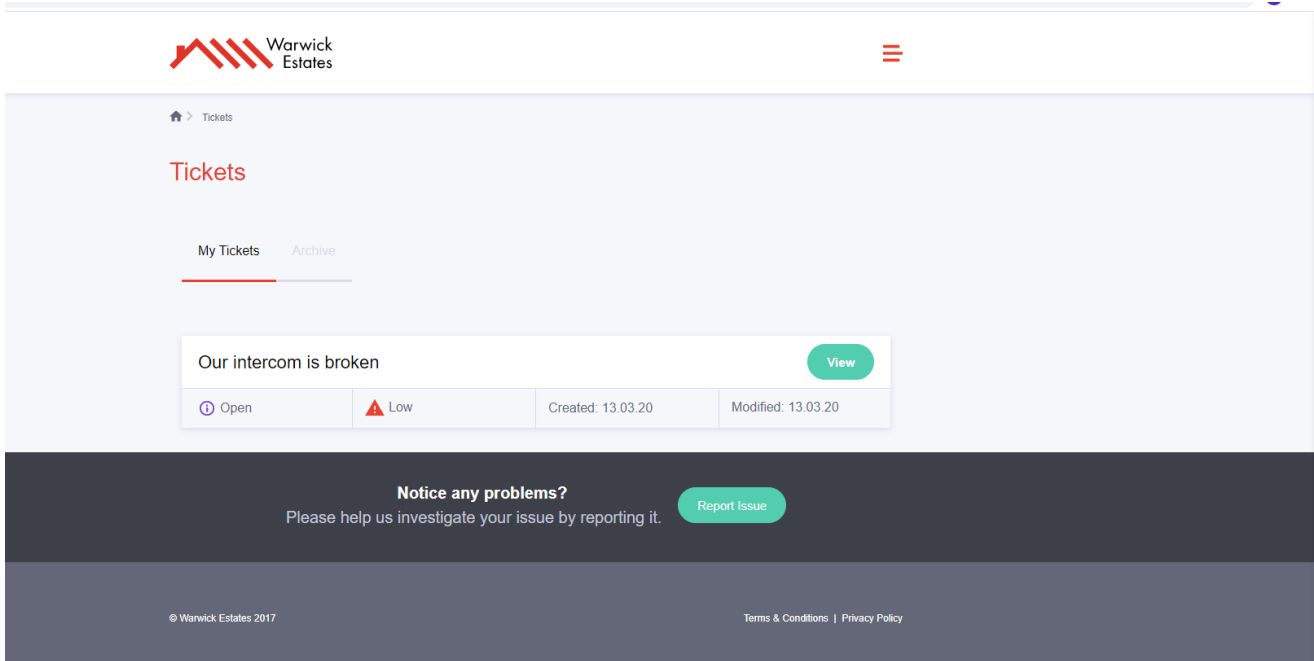 Warwick
Estates
Tickets
Tickets
My Tickets Archive
Our intercom is broken View
Open Low Created: 13.03.20 Modified: 13.03.20
Notice any problems?
Please help us investigate your issue by reporting it.
Report Issue
© Warwick Estates 2017 Terms & Conditions | Privacy Policy